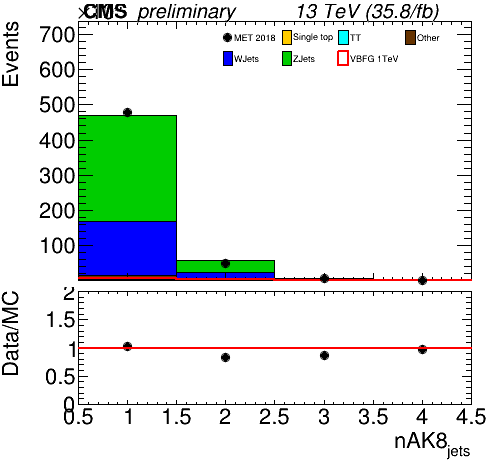 CMS preliminary 13 TeV (35.8/fb)
Events
MET 2018 Single top TT Other
WJets ZJets VBFG 1TeV
700
600
500
400
300
200
100
Data/MC
2
1.5
1
0.5
0
0.5 1 1.5 2 2.5 3 3.5 4 4.5
nAK8jets